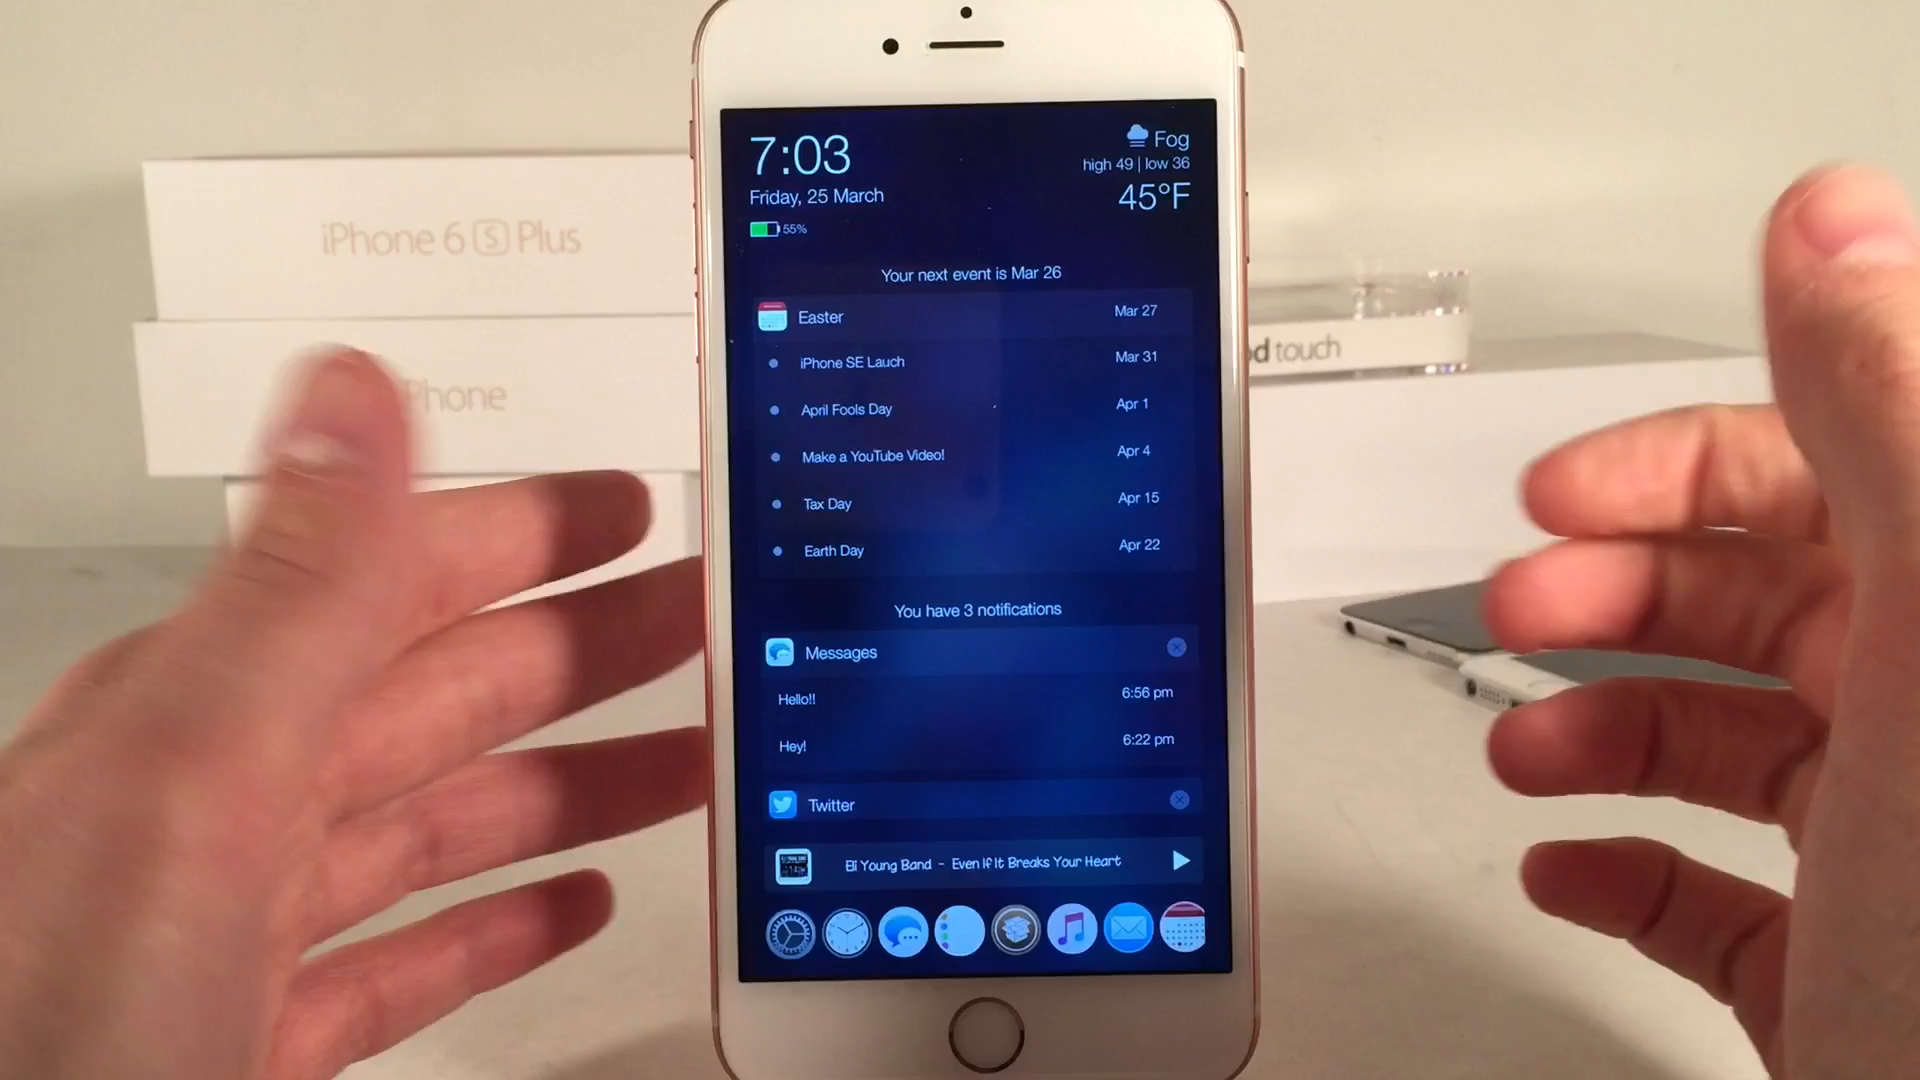 iPhone 6 S Plus
Phone
d touch
7:03
Friday, 25 March
55%
Fog
high 49 | low 36
45°F
Your next event is Mar 26
Easter Mar 27
iPhone SE Lauch Mar 31
April Fools Day Apr 1
Make a YouTube Video! Apr 4
Tax Day Apr 15
Earth Day Apr 22
You have 3 notifications
Messages
Hello!! 6:56 pm
Hey! 6:22 pm
Twitter
Eli Young Band - Even If It Breaks Your Heart